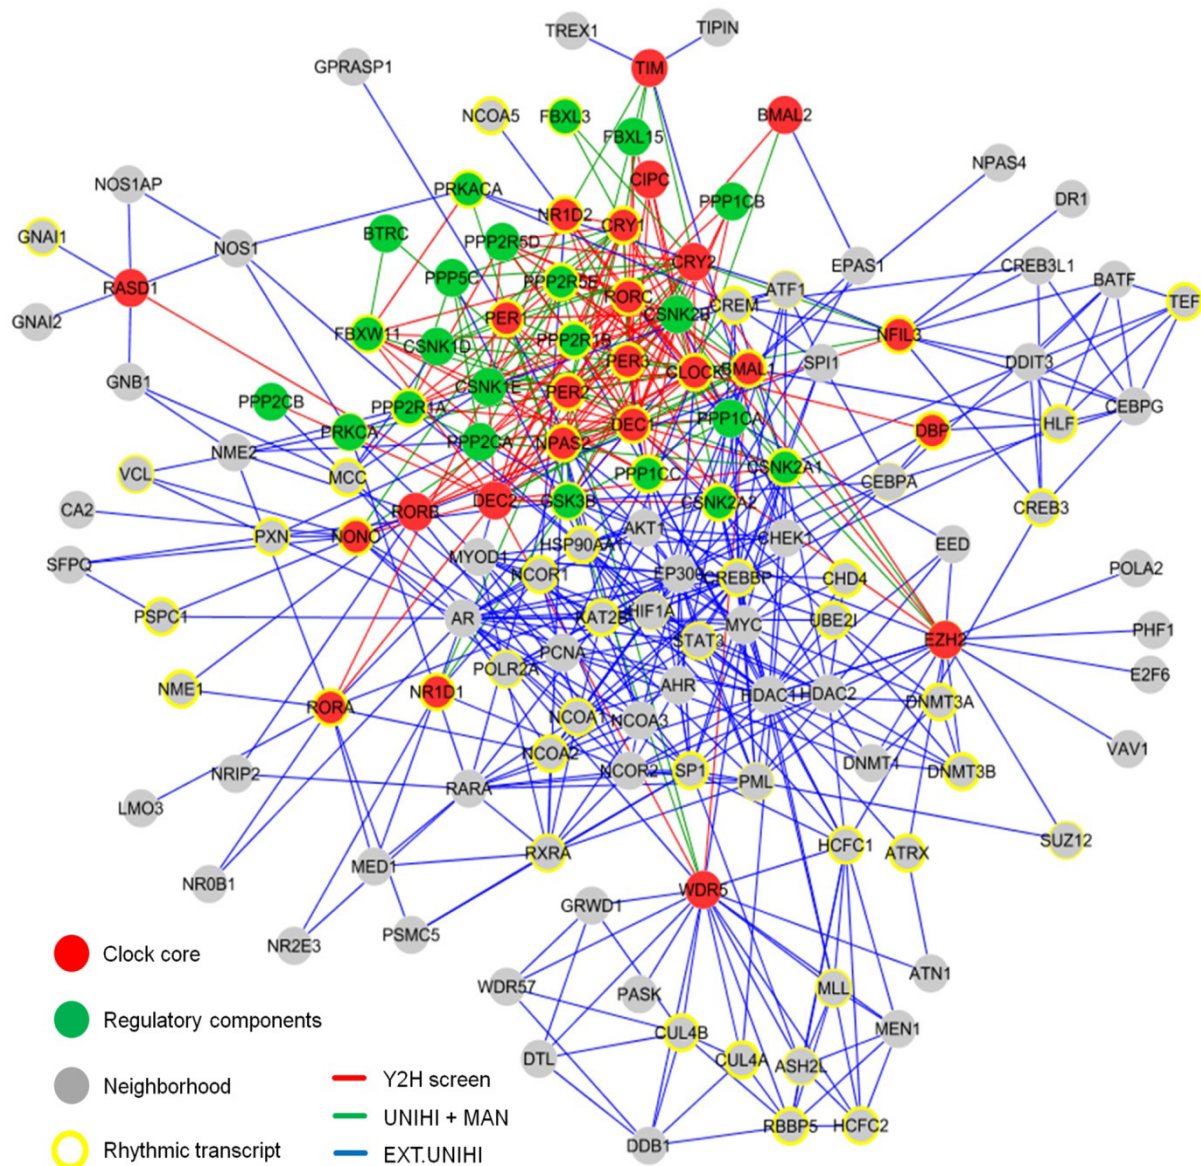 TREX1
TIPIN
TIM
GPRASP1
NCOA5
FBXL3
FBXL15
BMAL2
NPAS4
NOS1AP
PRKACA
CIPC
PPP1CB
DR1
GNAI1
NOS1
BTRC
PPP2R5D
NR1D2
CRY1
EPAS1
RASD1
PPP5C
PPP2R5E
RORC
CRY2
ATF1
CREB3L1
BATF
TEF
GNAI2
FBXW11
CSNK1D
PER1
PPP2R1B
CSNK2B
CREM
NFIL3
GNB1
PPP2CB
PPP2R1A
CSNK1E
PER2
PER3
CLOCK
BMAL1
SPI1
DDIT3
CEBPG
PRKCA
PPP2CA
NPAS2
DEC1
PPP1CA
DBP
HLF
VCL
NME2
MCC
PPP1CC
CSNK2A1
CEBPA
CREB3
CA2
PXN
NONO
RORB
DEC2
GSK3B
CSNK2A2
SFPQ
MYOD1
HSP90AA1
AKT1
CHEK1
EED
POLA2
PSPC1
AR
NCOR1
EP300
CREBBP
CHD4
KAT2B
HIF1A
MYC
UBE2I
EZH2
PHF1
NME1
POLR2A
PCNA
STAT3
E2F6
RORA
NR1D1
AHR
HDAC1
HDAC2
DNMT3A
NCOA1
NCOA3
VAV1
NRIP2
NCOA2
NCOR2
SP1
PML
DNMT1
DNMT3B
LMO3
RARA
NR0B1
MED1
RXRA
HCFC1
ATRX
SUZ12
WDR5
NR2E3
PSMC5
GRWD1
WDR57
PASK
MLL
ATN1
DTL
CUL4B
CUL4A
ASH2L
MEN1
DDB1
RBBP5
HCFC2
Clock core
Regulatory components
Neighborhood
Rhythmic transcript
Y2H screen
UNIHI + MAN
EXT.UNIHI